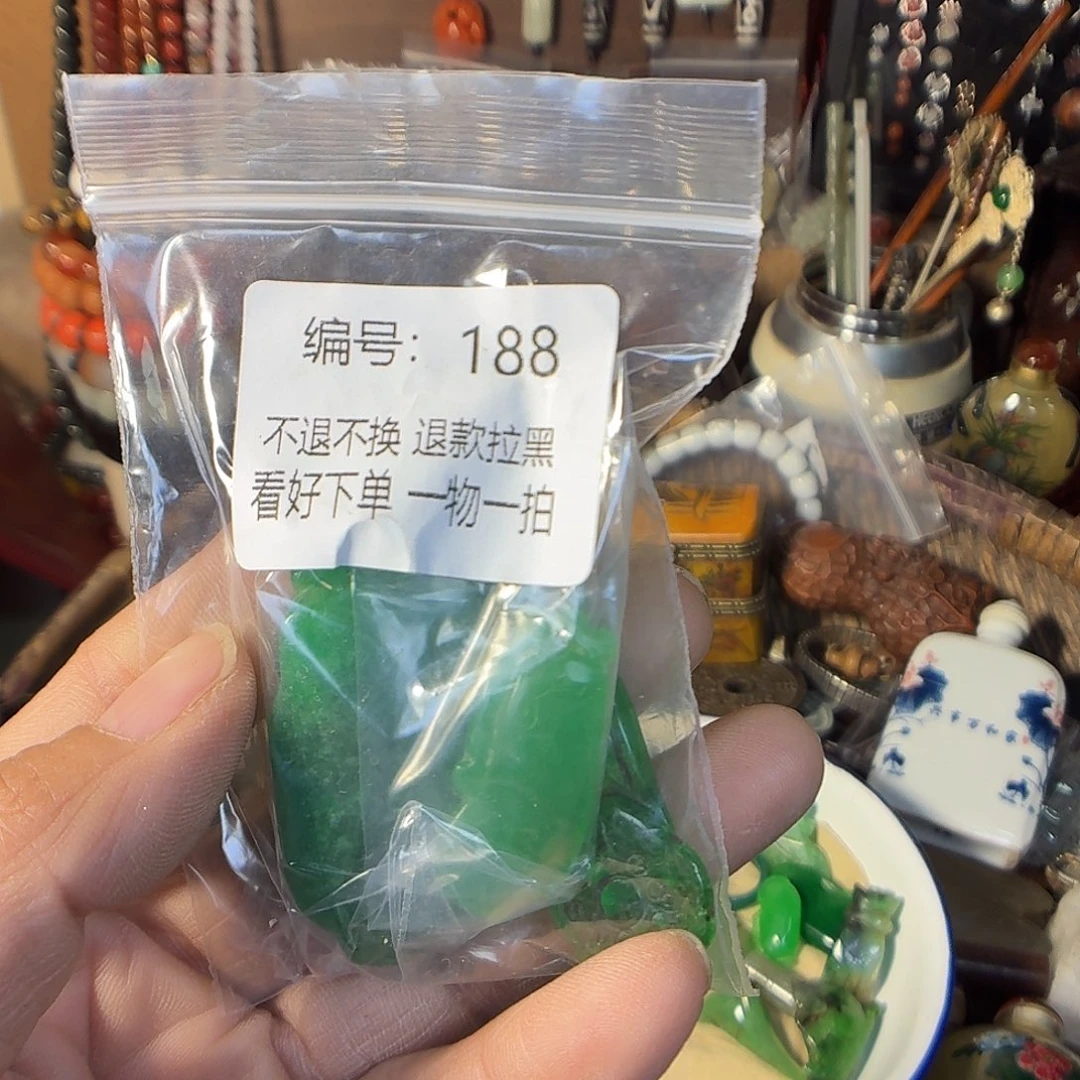 编号： 188
不退不换 退款拉黑
看好下单 一物一拍